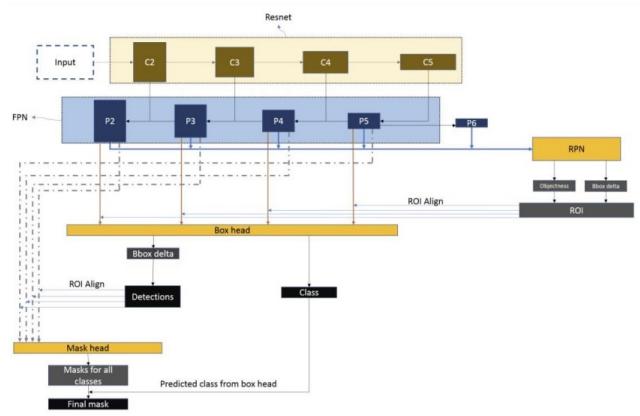 Resnet
Input
C2
C3
C4
C5
FPN
P2
P3
P4
P5
P6
RPN
Objectness
Bbox delta
ROI Align
ROI
Box head
Bbox delta
ROI Align
Detections
Class
Mask head
Masks for all
classes
Predicted class from box head
Final mask